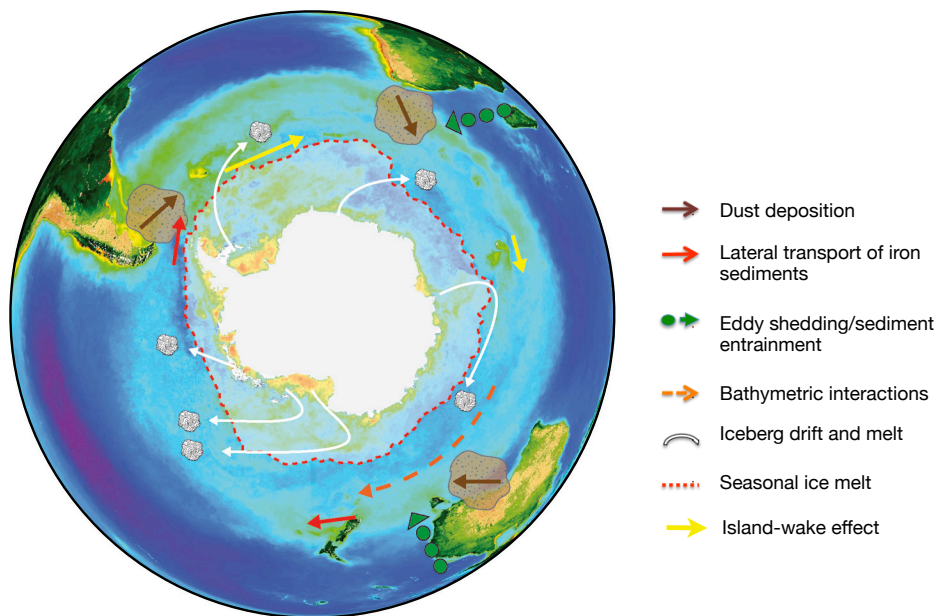 Dust deposition
Lateral transport of iron
sediments
Eddy shedding/sediment
entrainment
Bathymetric interactions
Iceberg drift and melt
Seasonal ice melt
Island-wake effect